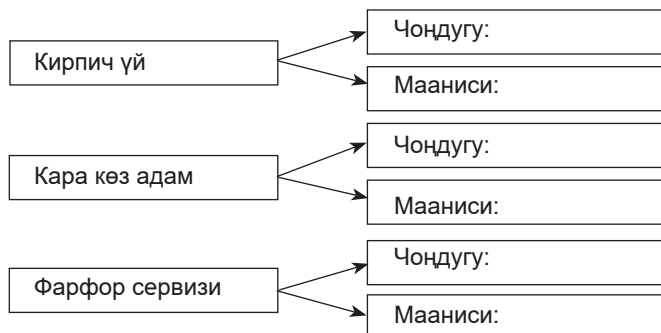 Кирпич үй
Чоңдугу:
Мааниси:
Кара көз адам
Чоңдугу:
Мааниси:
Фарфор сервизи
Чоңдугу:
Мааниси: